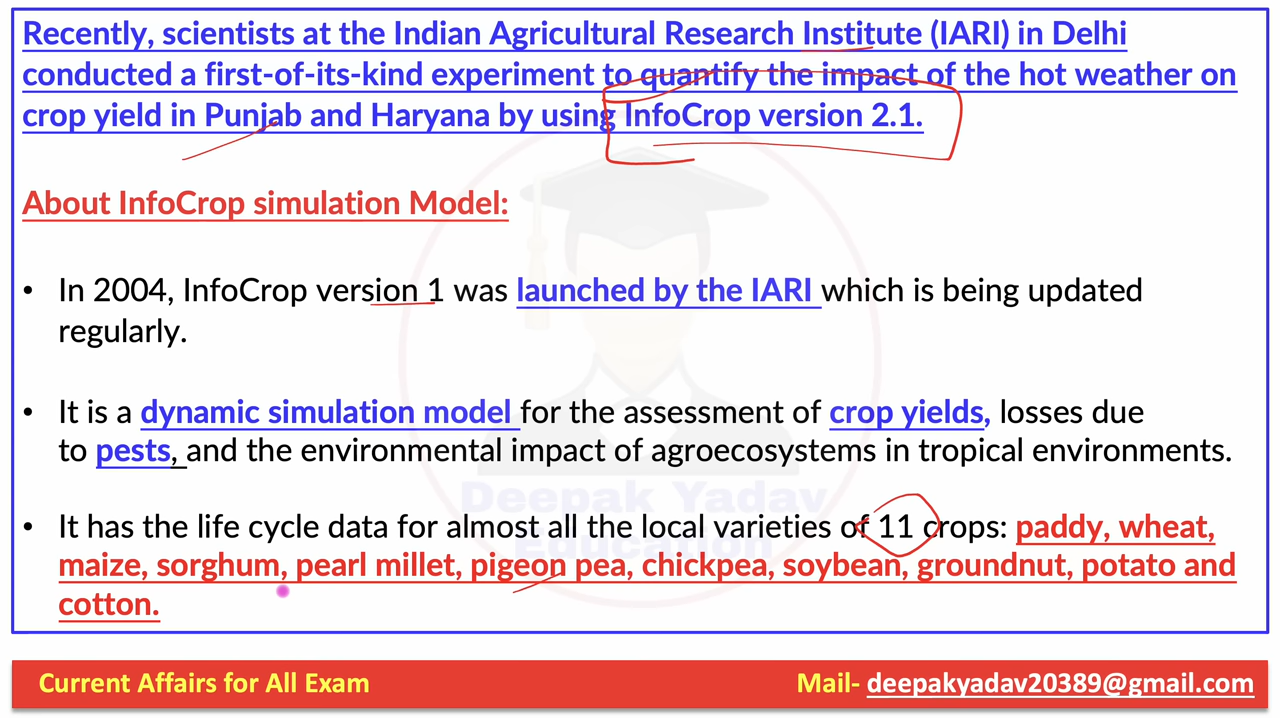 Recently, scientists at the Indian Agricultural Research Institute (IARI) in Delhi
conducted a first-of-its-kind experiment to quantify the impact of the hot weather on
crop yield in Punjab and Haryana by using InfoCrop version 2.1.
About InfoCrop simulation Model:
• In 2004, InfoCrop version 1 was launched by the IARI which is being updated
regularly.
• It is a dynamic simulation model for the assessment of crop yields, losses due
to pests, and the environmental impact of agroecosystems in tropical environments.
Deepak Yadav
• It has the life cycle data for almost all the local varieties of 11 crops: paddy, wheat,
Education
maize, sorghum, pearl millet, pigeon pea, chickpea, soybean, groundnut, potato and
cotton.
Current Affairs for All Exam
Mail- deepakyadav20389@gmail.com